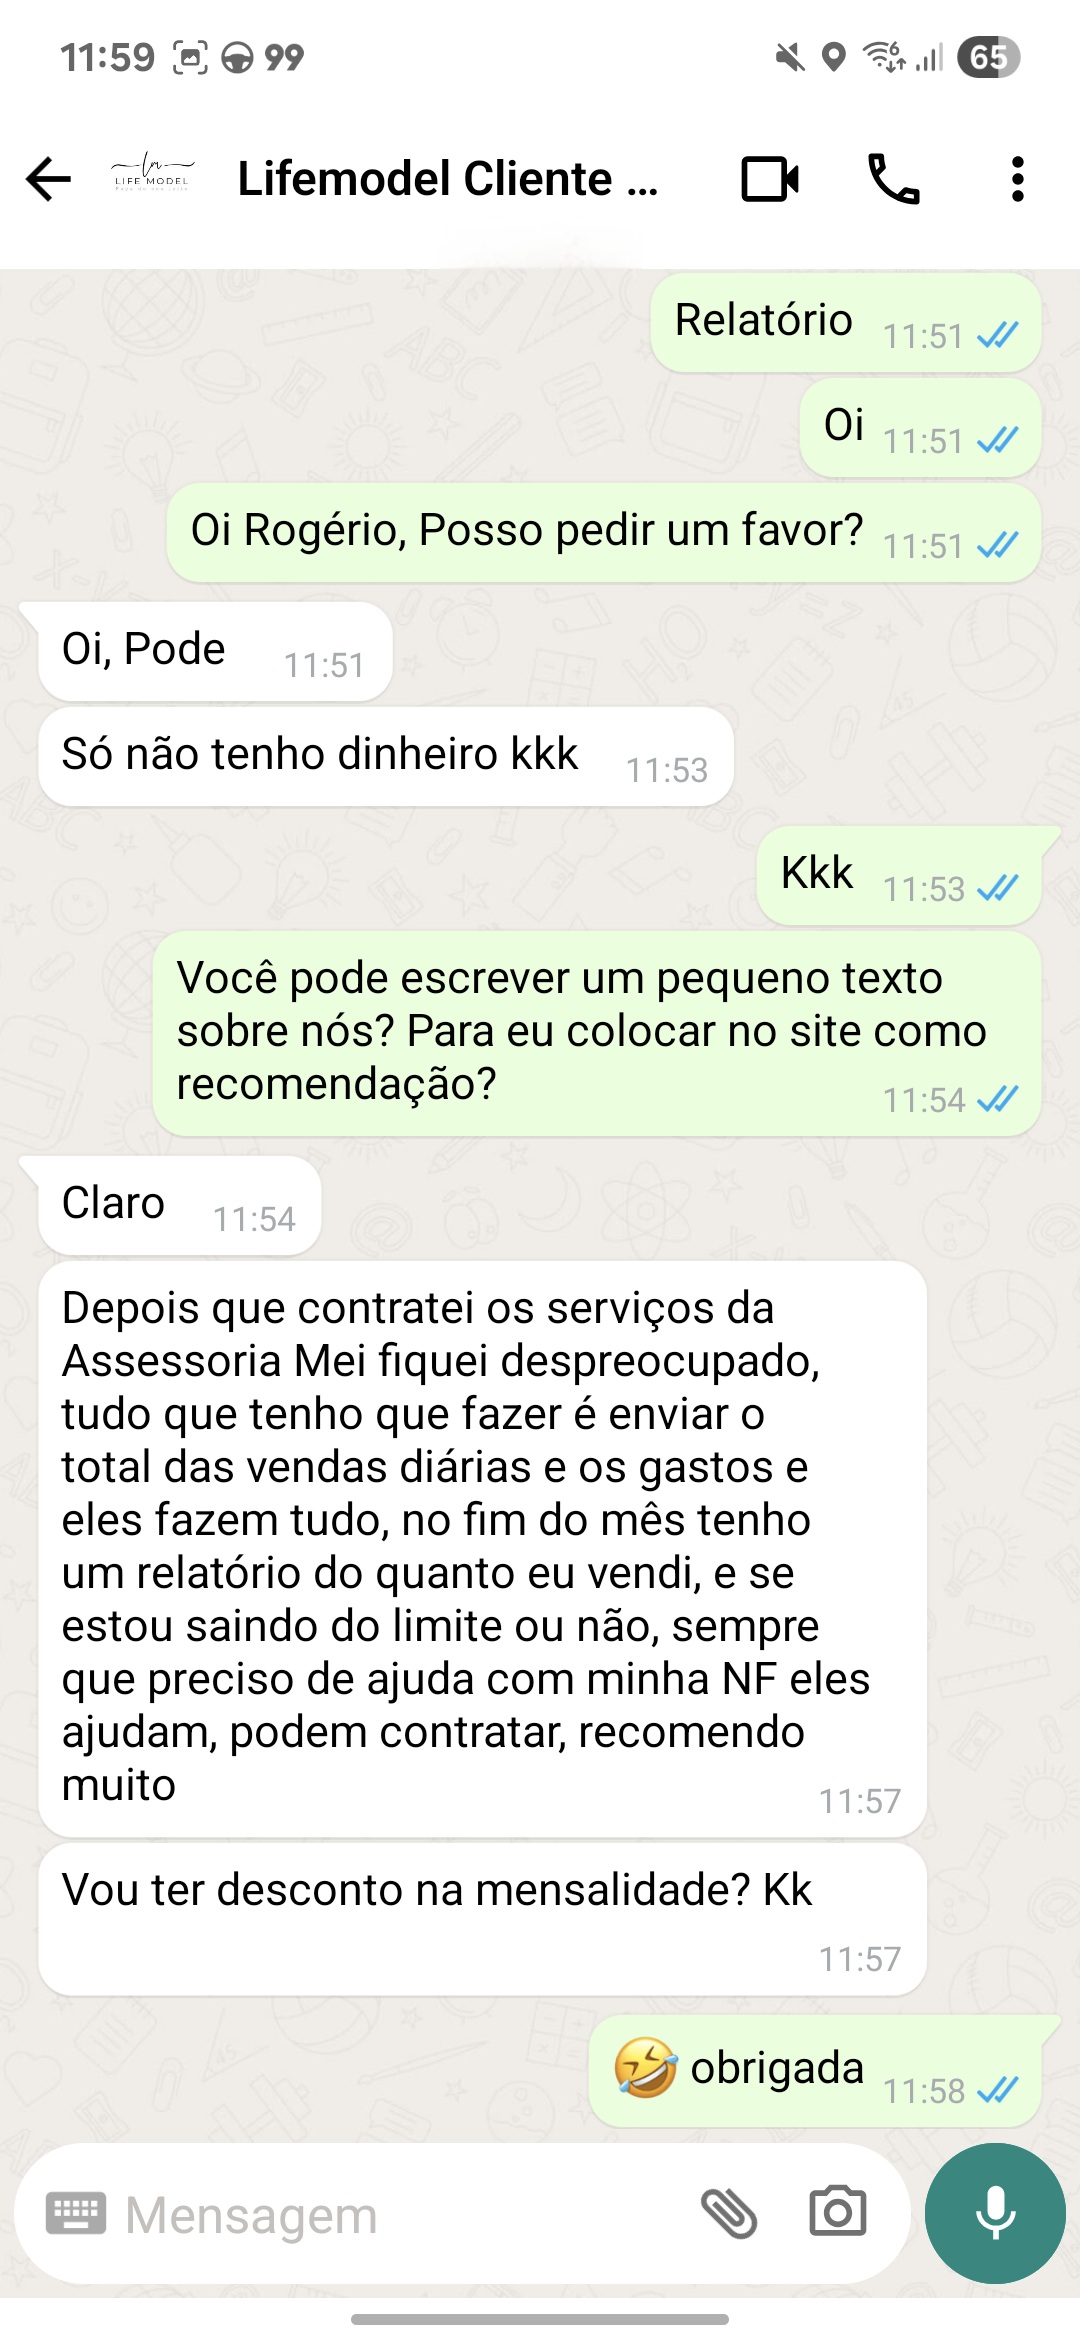 11:59 99 6 65
LIFE MODEL
Lifemodel Cliente ...
Relatório 11:51
Oi 11:51
Oi Rogério, Posso pedir um favor? 11:51
Oi, Pode 11:51
Só não tenho dinheiro kkk 11:53
Kkk 11:53
Você pode escrever um pequeno texto
sobre nós? Para eu colocar no site como
recomendação? 11:54
Claro 11:54
Depois que contratei os serviços da
Assessoria Mei fiquei despreocupado,
tudo que tenho que fazer é enviar o
total das vendas diárias e os gastos e
eles fazem tudo, no fim do mês tenho
um relatório do quanto eu vendi, e se
estou saindo do limite ou não, sempre
que preciso de ajuda com minha NF eles
ajudam, podem contratar, recomendo
muito 11:57
Vou ter desconto na mensalidade? Kk
11:57
🤣 obrigada 11:58
Mensagem